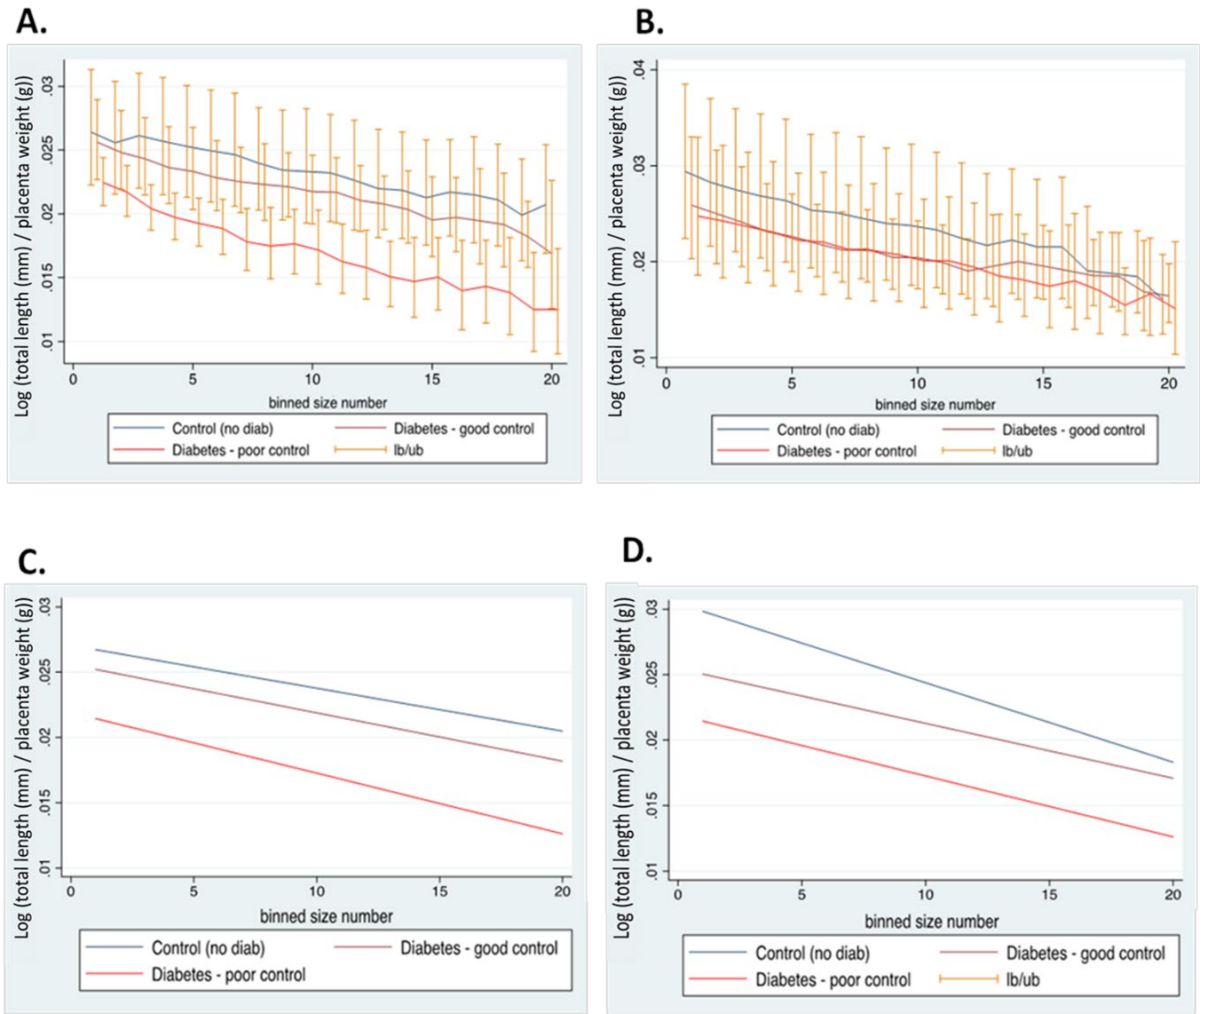 A.
Log (total length (mm) / placenta weight (g))
.03
.025
.02
.015
.01
0 5 10 15 20
binned size number
Control (no diab) Diabetes - good control
Diabetes - poor control lb/ub
B.
Log (total length (mm) / placenta weight (g))
.04
.03
.02
.01
0 5 10 15 20
binned size number
Control (no diab) Diabetes - good control
Diabetes - poor control lb/ub
C.
Log (total length (mm) / placenta weight (g))
.03
.025
.02
.015
.01
0 5 10 15 20
binned size number
Control (no diab) Diabetes - good control
Diabetes - poor control
D.
Log (total length (mm) / placenta weight (g))
.03
.025
.02
.015
.01
0 5 10 15 20
binned size number
Control (no diab) Diabetes - good control
Diabetes - poor control lb/ub